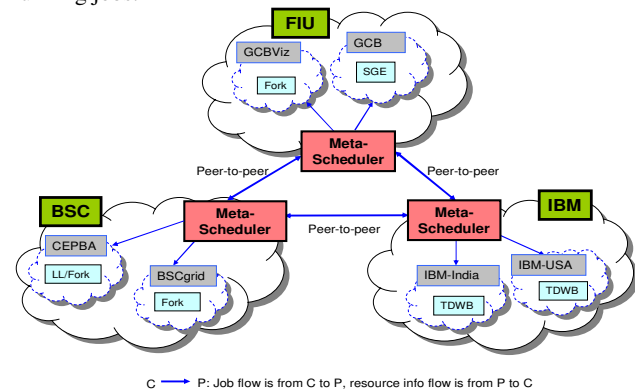 FIU
GCBViz
GCB
Fork
SGE
Meta-
Scheduler
Peer-to-peer
Peer-to-peer
BSC
IBM
Meta-
Scheduler
Meta-
Scheduler
Peer-to-peer
CEPBA
LL/Fork
BSCgrid
Fork
IBM-India
IBM-USA
TDWB
TDWB
C P: Job flow is from C to P, resource info flow is from P to C